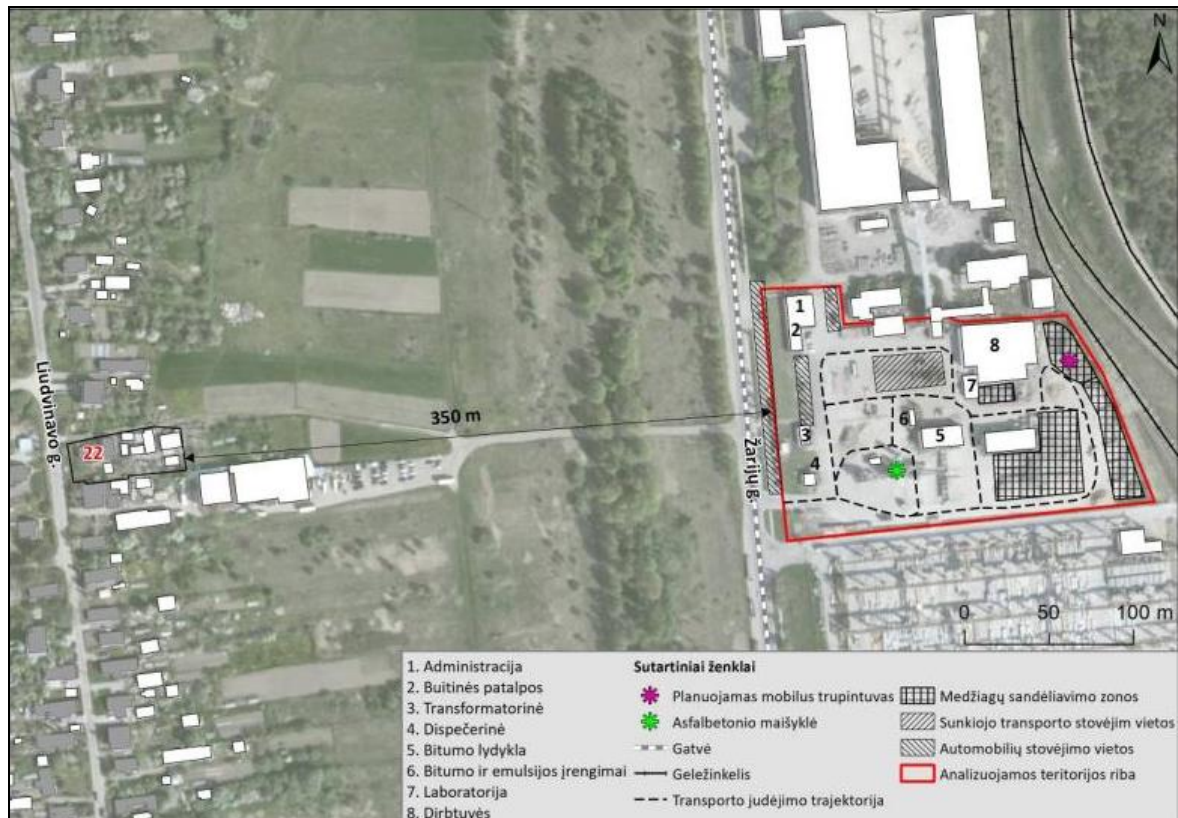 N
1
2
8
7
350 m
6
3
5
Liudvinavo g.
22
Žarijų g.
4
0 50 100 m
1. Administracija
2. Buitinės patalpos
3. Transformatorinė
4. Dispečerinė
5. Bitumo lydykla
6. Bitumo ir emulsijos įrengimai
7. Laboratorija
8. Dirbtuvės
Sutartiniai ženklai
Planuojamas mobilus trupintuvas
Asfalbetonio maišyklė
Gatvė
Geležinkelis
Transporto judėjimo trajektorija
Medžiagų sandėliavimo zonos
Sunkiojo transporto stovėjim vietos
Automobilių stovėjimo vietos
Analizuojamos teritorijos riba